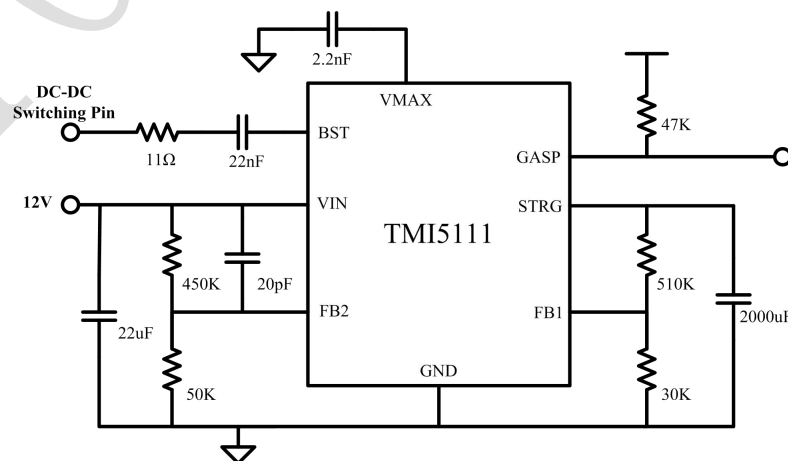 2.2nF
DC-DC
Switching Pin
VMAX
BST
11Ω
22nF
47K
GASP
12V
VIN
STRG
TMI5111
450K
20pF
510K
FB2
FB1
22uF
2000uF
GND
50K
30K